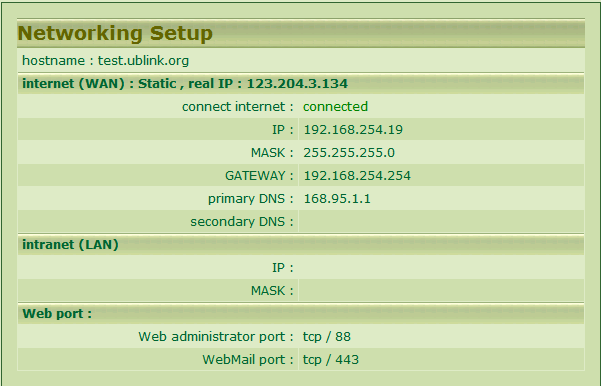 Networking Setup
hostname : test.ublink.org
internet (WAN) : Static , real IP : 123.204.3.134
connect internet : connected
IP : 192.168.254.19
MASK : 255.255.255.0
GATEWAY : 192.168.254.254
primary DNS : 168.95.1.1
secondary DNS :
intranet (LAN)
IP :
MASK :
Web port :
Web administrator port : tcp / 88
WebMail port : tcp / 443